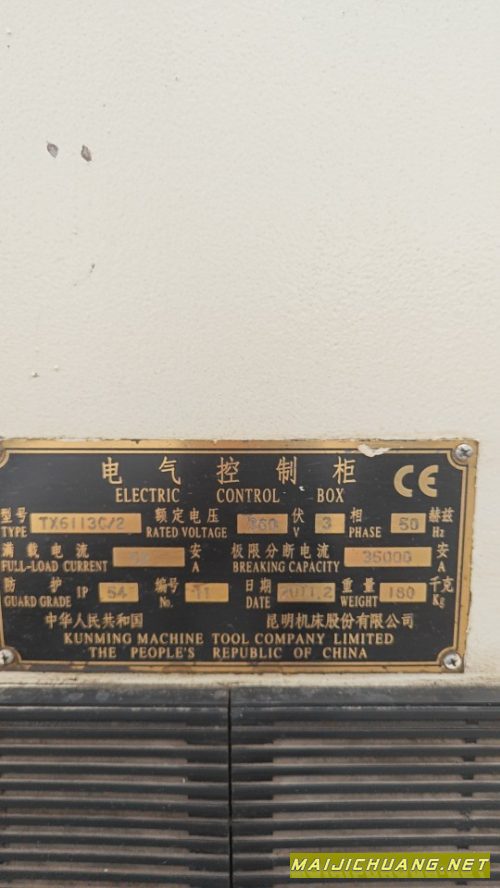 电气控制柜 CE
ELECTRIC CONTROL BOX
型号 TX6113C/2 额定电压 伏 3 相 50 赫兹
TYPE RATED VOLTAGE V PHASE Hz
满载电流 安 极限分断电流 35000 安
FULL-LOAD CURRENT A BREAKING CAPACITY A
防护 IP 54 编号 11 日期 2011.2 重量 180 千克
GUARD GRADE No. DATE WEIGHT Kg
中华人民共和国 昆明机床股份有限公司
KUNMING MACHINE TOOL COMPANY LIMITED
THE PEOPLE'S REPUBLIC OF CHINA
MAIJICHUANG.NET